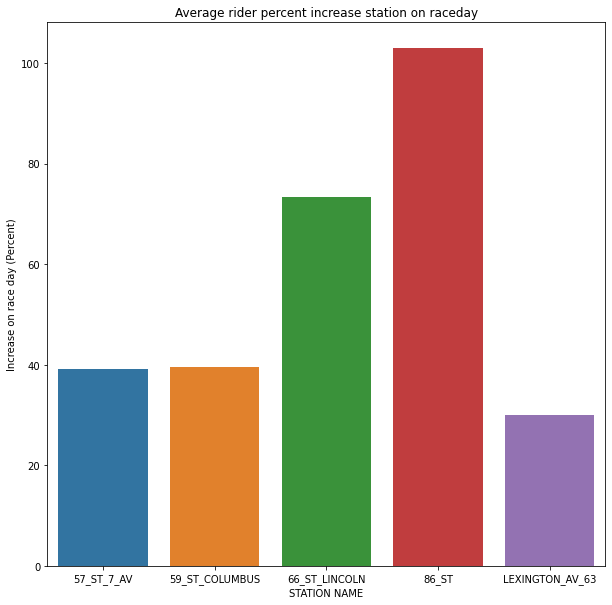 Average rider percent increase station on raceday
Increase on race day (Percent)
100
80
60
40
20
0
57_ST_7_AV 59_ST_COLUMBUS 66_ST_LINCOLN 86_ST LEXINGTON_AV_63
STATION NAME